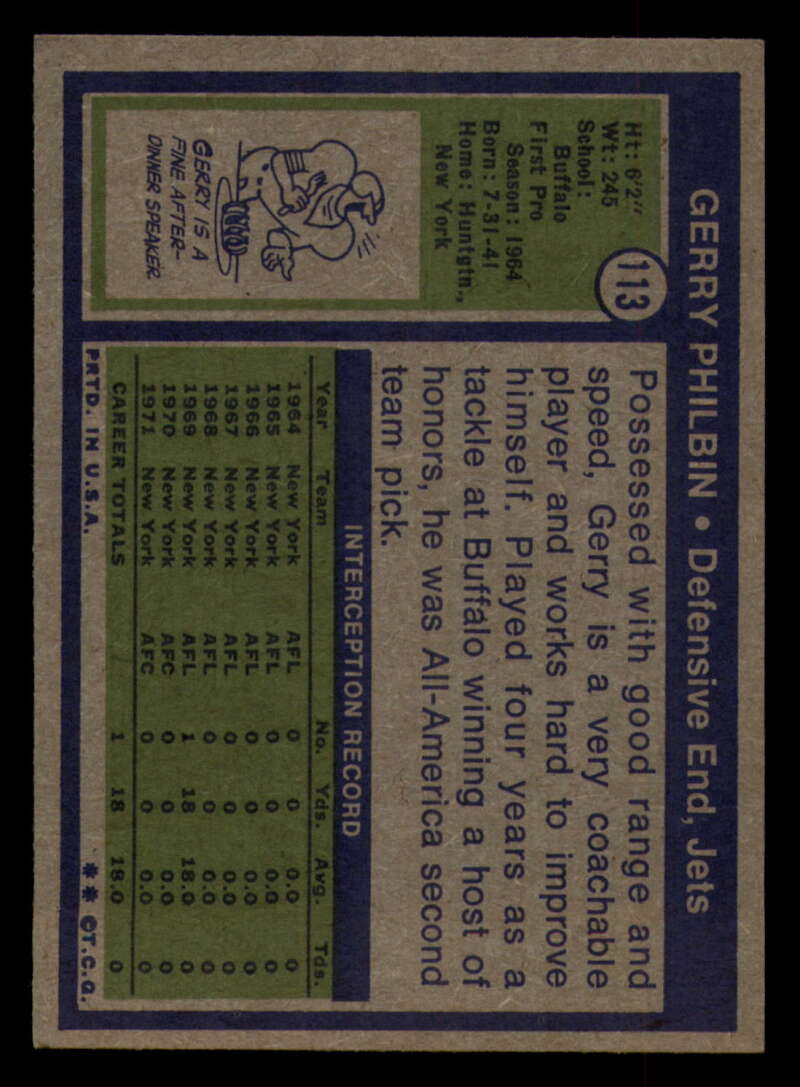 GERRY PHILBIN • Defensive End, Jets
113
Ht: 6'2"
Wt: 245
School:
Buffalo
First Pro
Season: 1964
Born: 7-31-41
Home: Huntgtn.,
New York
GERRY IS A
FINE AFTER-
DINNER SPEAKER
Possessed with good range and
speed, Gerry is a very coachable
player and works hard to improve
himself. Played four years as a
tackle at Buffalo winning a host of
honors, he was All-America second
team pick.
INTERCEPTION RECORD
Year Team No. Yds. Avg. Tds.
1964 New York AFL 0 0 0.0 0
1965 New York AFL 0 0 0.0 0
1966 New York AFL 0 0 0.0 0
1967 New York AFL 0 0 0.0 0
1968 New York AFL 0 0 0.0 0
1969 New York AFL 1 18 18.0 0
1970 New York AFC 0 0 0.0 0
1971 New York AFC 0 0 0.0 0
CAREER TOTALS 1 18 18.0 0
PRTD. IN U.S.A. ** ©T.C.G.